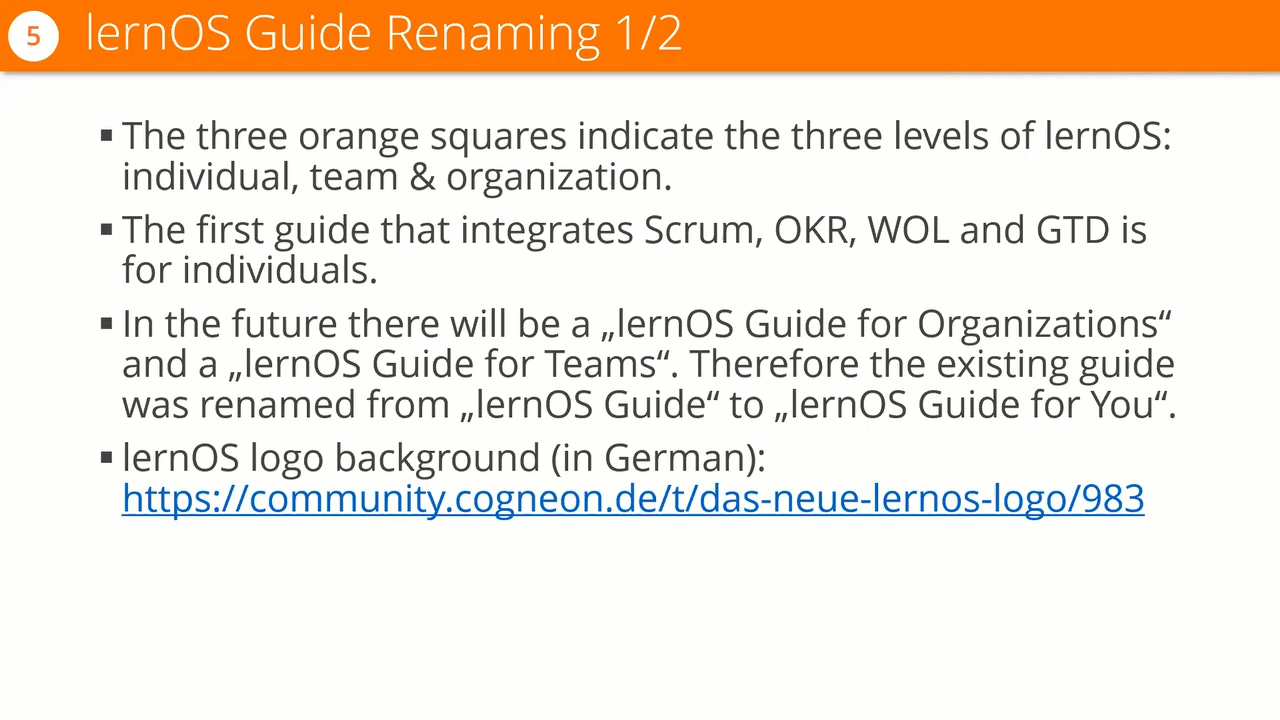 5
lernOS Guide Renaming 1/2
▪ The three orange squares indicate the three levels of lernOS:
individual, team & organization.
▪ The first guide that integrates Scrum, OKR, WOL and GTD is
for individuals.
▪ In the future there will be a „lernOS Guide for Organizations“
and a „lernOS Guide for Teams“. Therefore the existing guide
was renamed from „lernOS Guide“ to „lernOS Guide for You“.
▪ lernOS logo background (in German):
https://community.cogneon.de/t/das-neue-lernos-logo/983